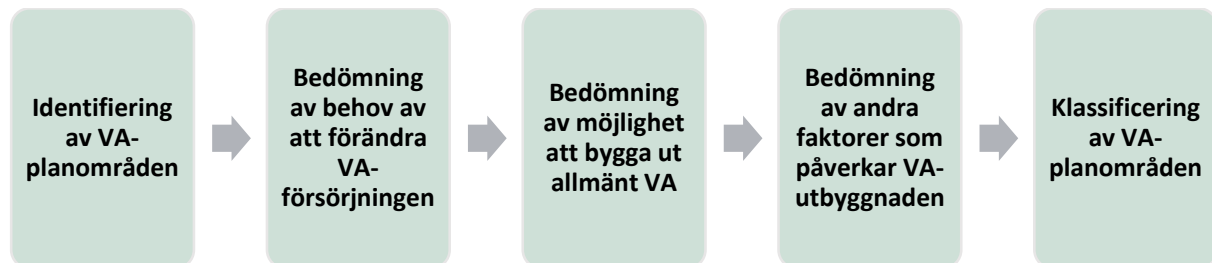 Identifiering
av VA-
planområden
Bedömning
av behov av
att förändra
VA-
försörjningen
Bedömning
av möjlighet
att bygga ut
allmänt VA
Bedömning
av andra
faktorer som
påverkar VA-
utbyggnaden
Klassificering
av VA-
planområden